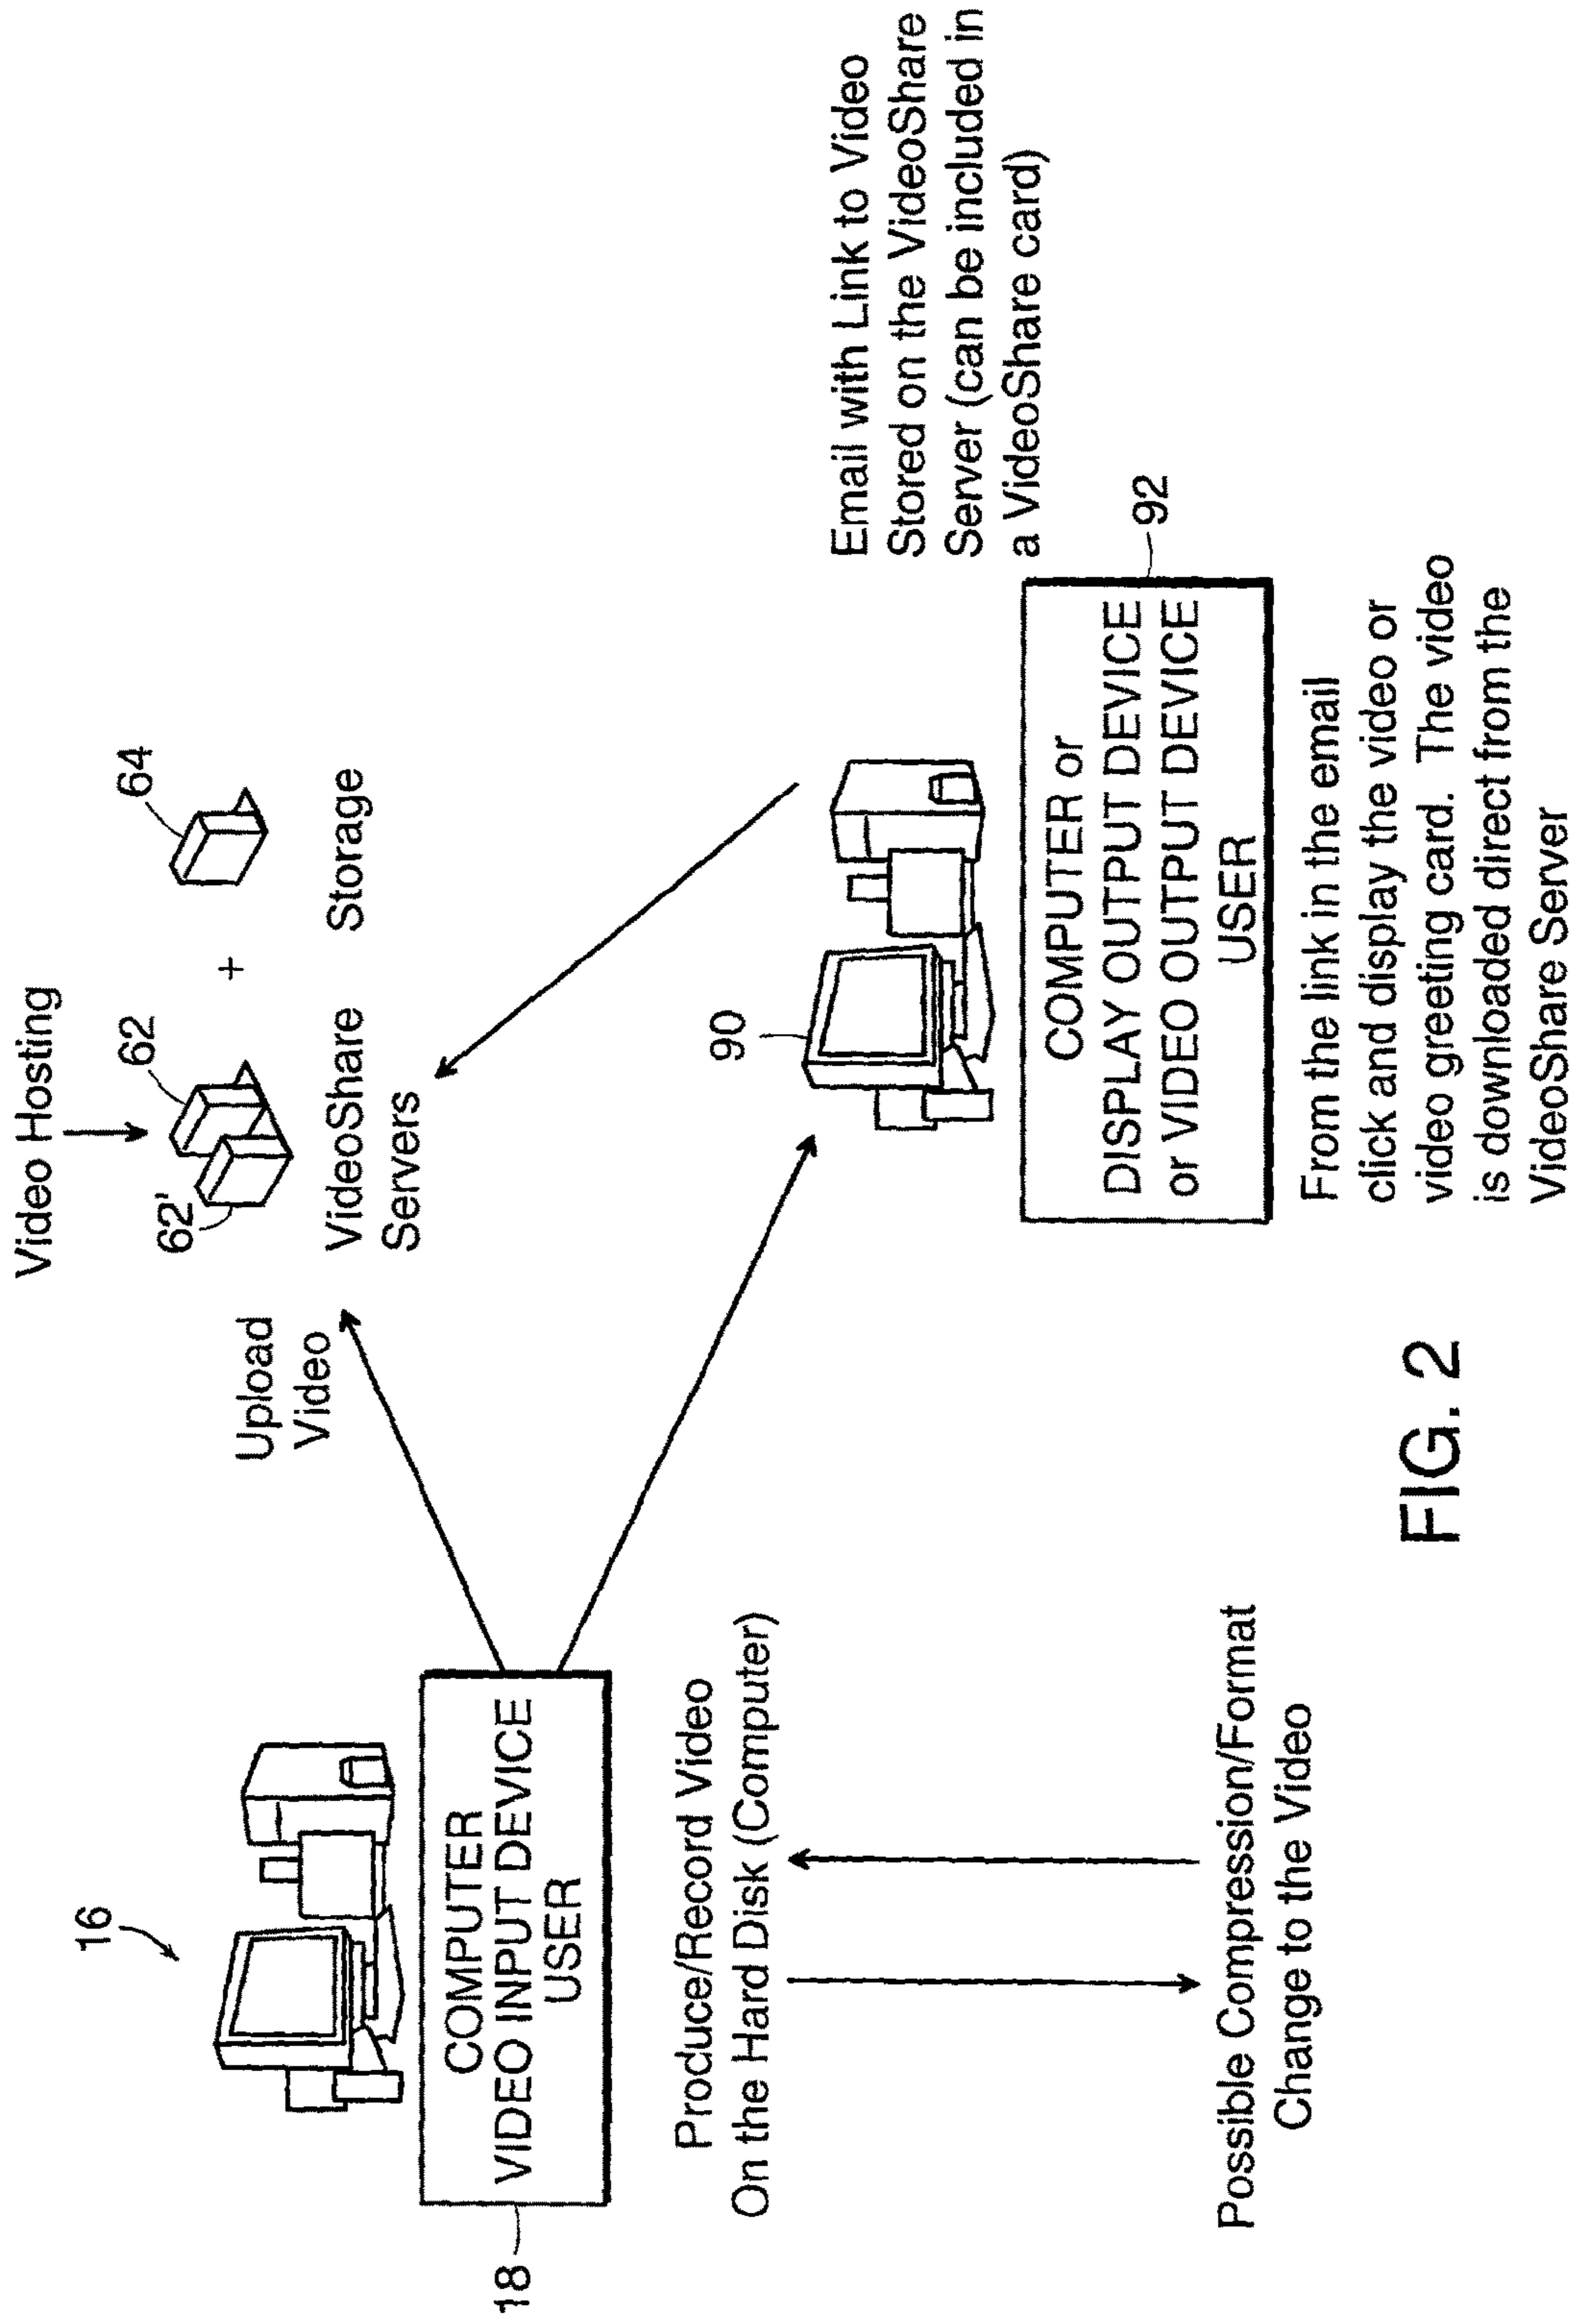 Video Hosting
62'
62
+
64
VideoShare
Servers
Storage
Upload
Video
16
COMPUTER
VIDEO INPUT DEVICE
USER
18
Produce/Record Video
On the Hard Disk (Computer)
Possible Compression/Format
Change to the Video
90
Email with Link to Video
Stored on the VideoShare
Server (can be included in
a VideoShare card)
COMPUTER or
DISPLAY OUTPUT DEVICE
or VIDEO OUTPUT DEVICE
USER
92
From the link in the email
click and display the video or
video greeting card. The video
is downloaded direct from the
VideoShare Server
FIG. 2